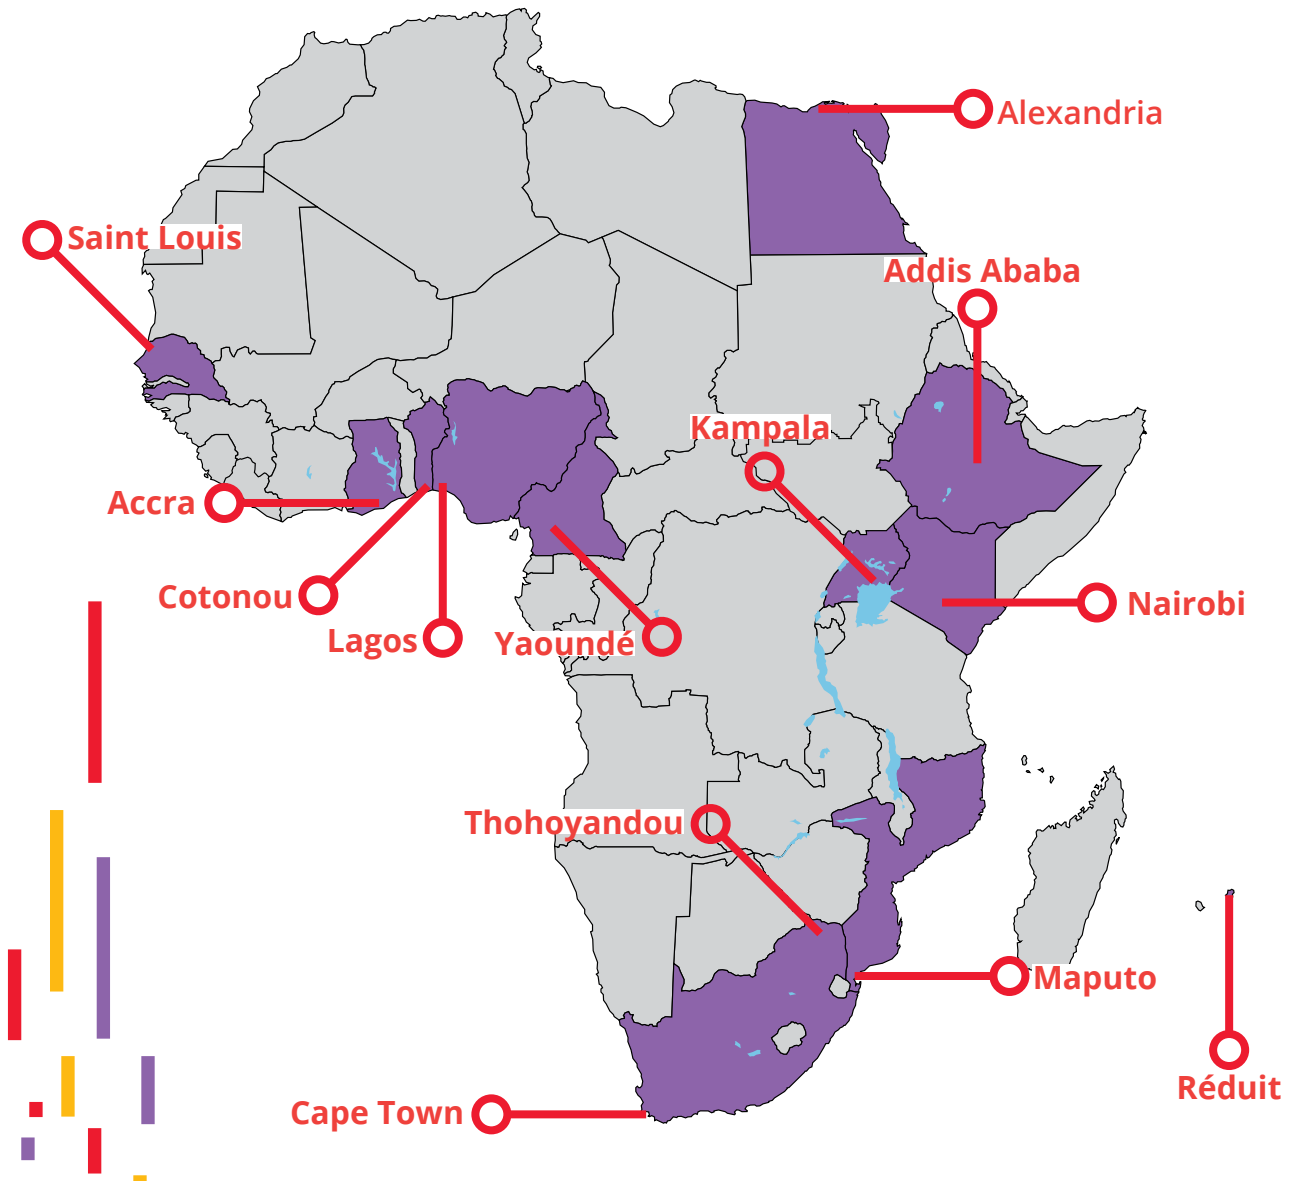 Alexandria
Saint Louis
Addis Ababa
Kampala
Accra
Cotonou
Nairobi
Lagos
Yaoundé
Thohoyandou
Maputo
Réduit
Cape Town